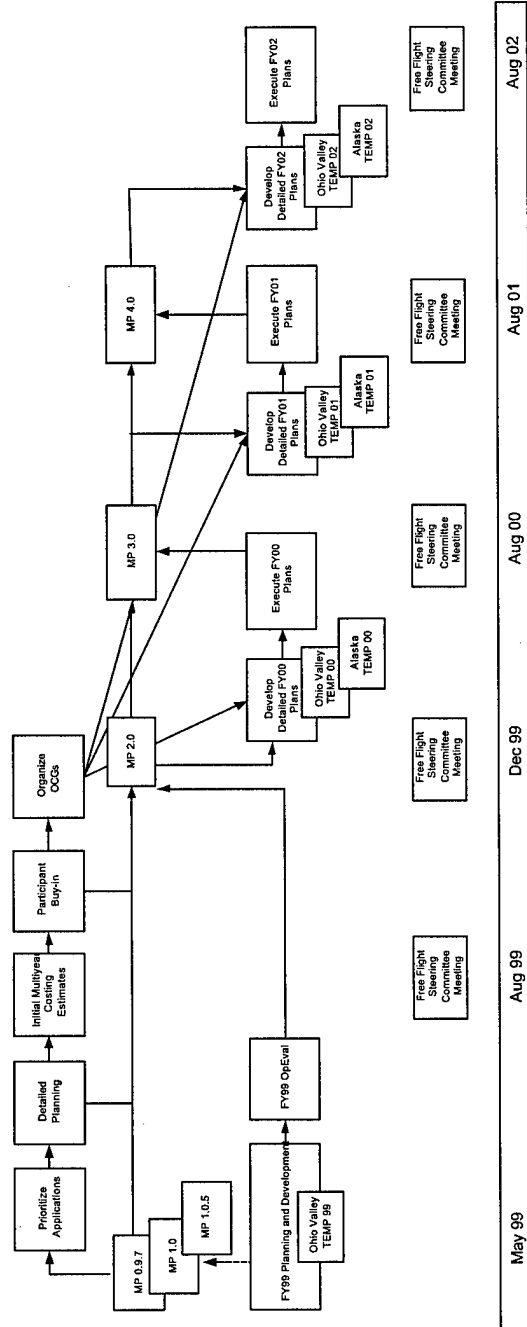 Prioritize
Applications
Detailed
Planning
Initial Multiyear
Costing
Estimates
Participant
Buy-in
Organize
OCGs
MP 0.9.7
MP 1.0
MP 1.0.5
MP 2.0
MP 3.0
MP 4.0
FY99 Planning and Development
Ohio Valley
TEMP 99
FY99 OpEval
Develop
Detailed FY00
Plans
Ohio Valley
TEMP 00
Alaska
TEMP 00
Execute FY00
Plans
Develop
Detailed FY01
Plans
Ohio Valley
TEMP 01
Alaska
TEMP 01
Execute FY01
Plans
Develop
Detailed FY02
Plans
Ohio Valley
TEMP 02
Alaska
TEMP 02
Execute FY02
Plans
Free Flight
Steering
Committee
Meeting
Free Flight
Steering
Committee
Meeting
Free Flight
Steering
Committee
Meeting
Free Flight
Steering
Committee
Meeting
Free Flight
Steering
Committee
Meeting
May 99
Aug 99
Dec 99
Aug 00
Aug 01
Aug 02